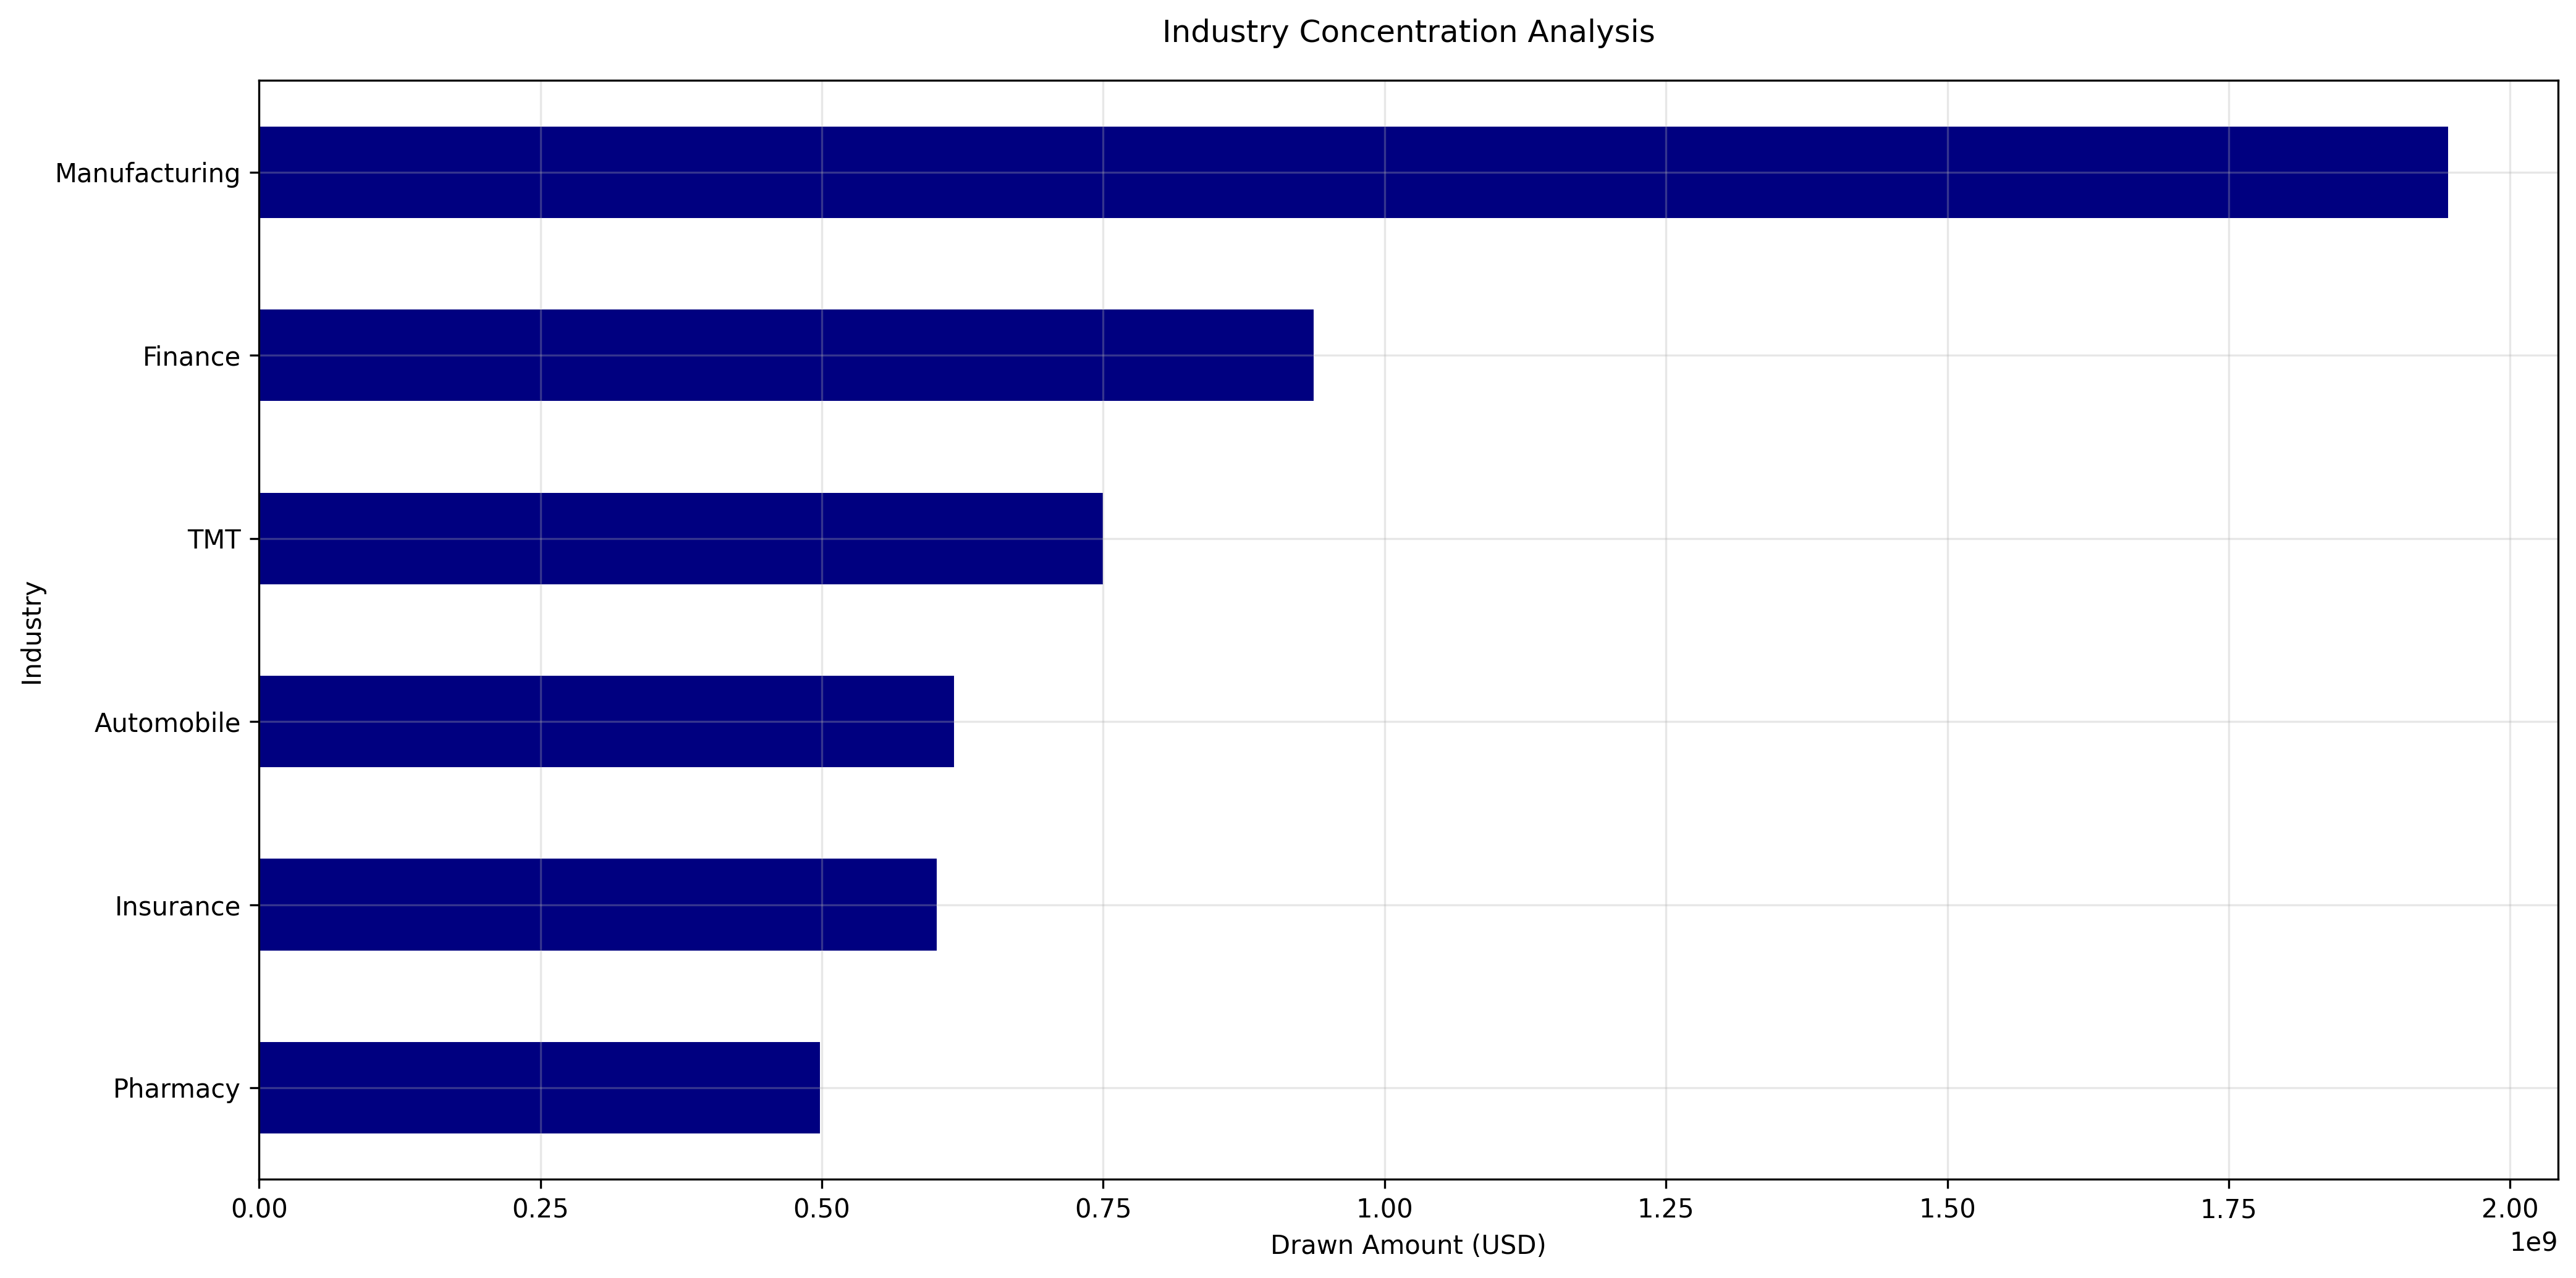 Industry Concentration Analysis
Manufacturing
Finance
TMT
Automobile
Insurance
Pharmacy
Industry
0.00 0.25 0.50 0.75 1.00 1.25 1.50 1.75 2.00
1e9
Drawn Amount (USD)